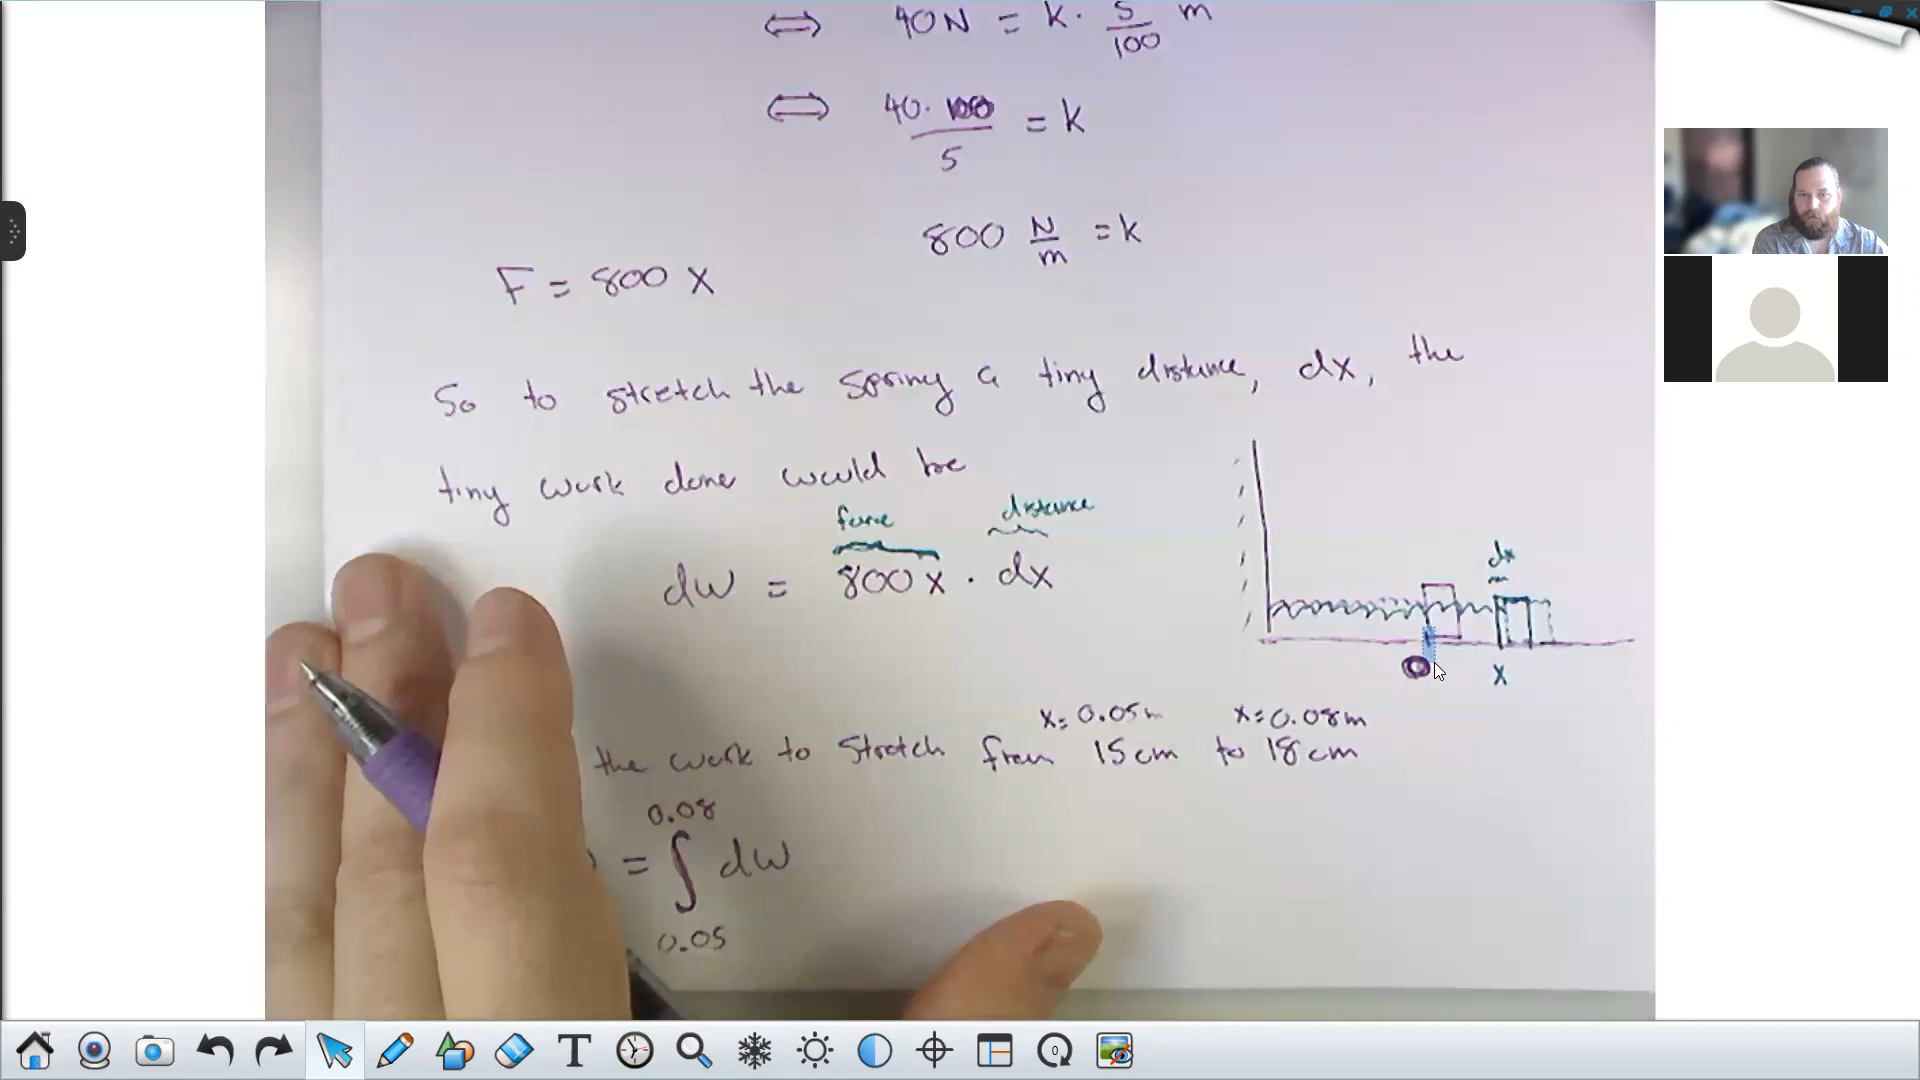 ⇔ 40N = k · 5/100 m
⇔ 40·100/5 = k
800 N/m = k
F = 800 x
So to stretch the spring a tiny distance, dx, the
tiny work done would be
force distance
dW = 800x · dx
dx
0 x
x=0.05m x=0.08m
the work to stretch from 15cm to 18cm
= ∫ 0.08 0.05 dW
T
0